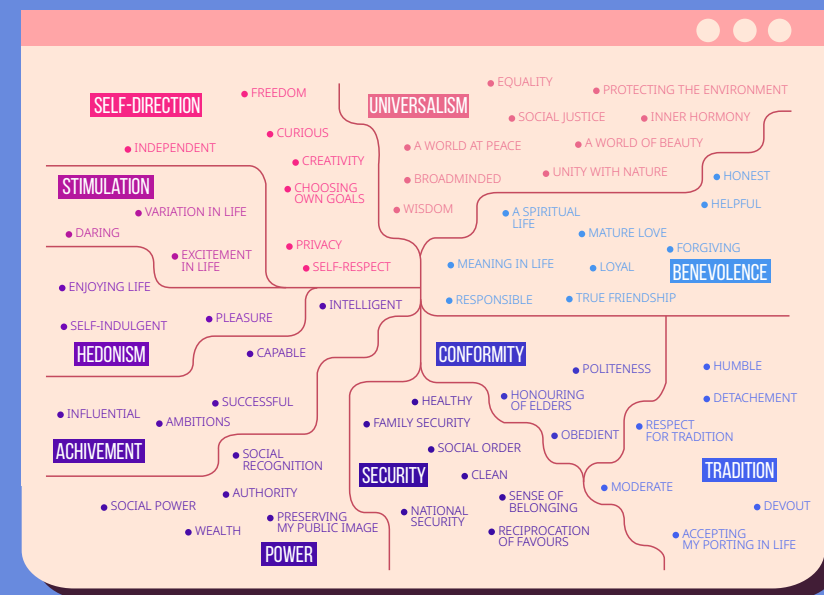 SELF-DIRECTION
FREEDOM
CURIOUS
INDEPENDENT
CREATIVITY
CHOOSING
OWN GOALS
PRIVACY
SELF-RESPECT
UNIVERSALISM
EQUALITY
PROTECTING THE ENVIRONMENT
SOCIAL JUSTICE
INNER HORMONY
A WORLD AT PEACE
A WORLD OF BEAUTY
BROADMINDED
UNITY WITH NATURE
WISDOM
STIMULATION
VARIATION IN LIFE
DARING
EXCITEMENT
IN LIFE
HONEST
HELPFUL
A SPIRITUAL
LIFE
MATURE LOVE
FORGIVING
MEANING IN LIFE
LOYAL
BENEVOLENCE
RESPONSIBLE
TRUE FRIENDSHIP
ENJOYING LIFE
SELF-INDULGENT
PLEASURE
HEDONISM
INTELLIGENT
CAPABLE
SUCCESSFUL
INFLUENTIAL
AMBITIONS
ACHIVEMENT
CONFORMITY
POLITENESS
HONOURING
OF ELDERS
OBEDIENT
HUMBLE
DETACHEMENT
RESPECT
FOR TRADITION
TRADITION
MODERATE
DEVOUT
ACCEPTING
MY PORTING IN LIFE
HEALTHY
FAMILY SECURITY
SOCIAL ORDER
SECURITY
CLEAN
SENSE OF
BELONGING
NATIONAL
SECURITY
RECIPROCATION
OF FAVOURS
SOCIAL
RECOGNITION
AUTHORITY
SOCIAL POWER
PRESERVING
MY PUBLIC IMAGE
WEALTH
POWER